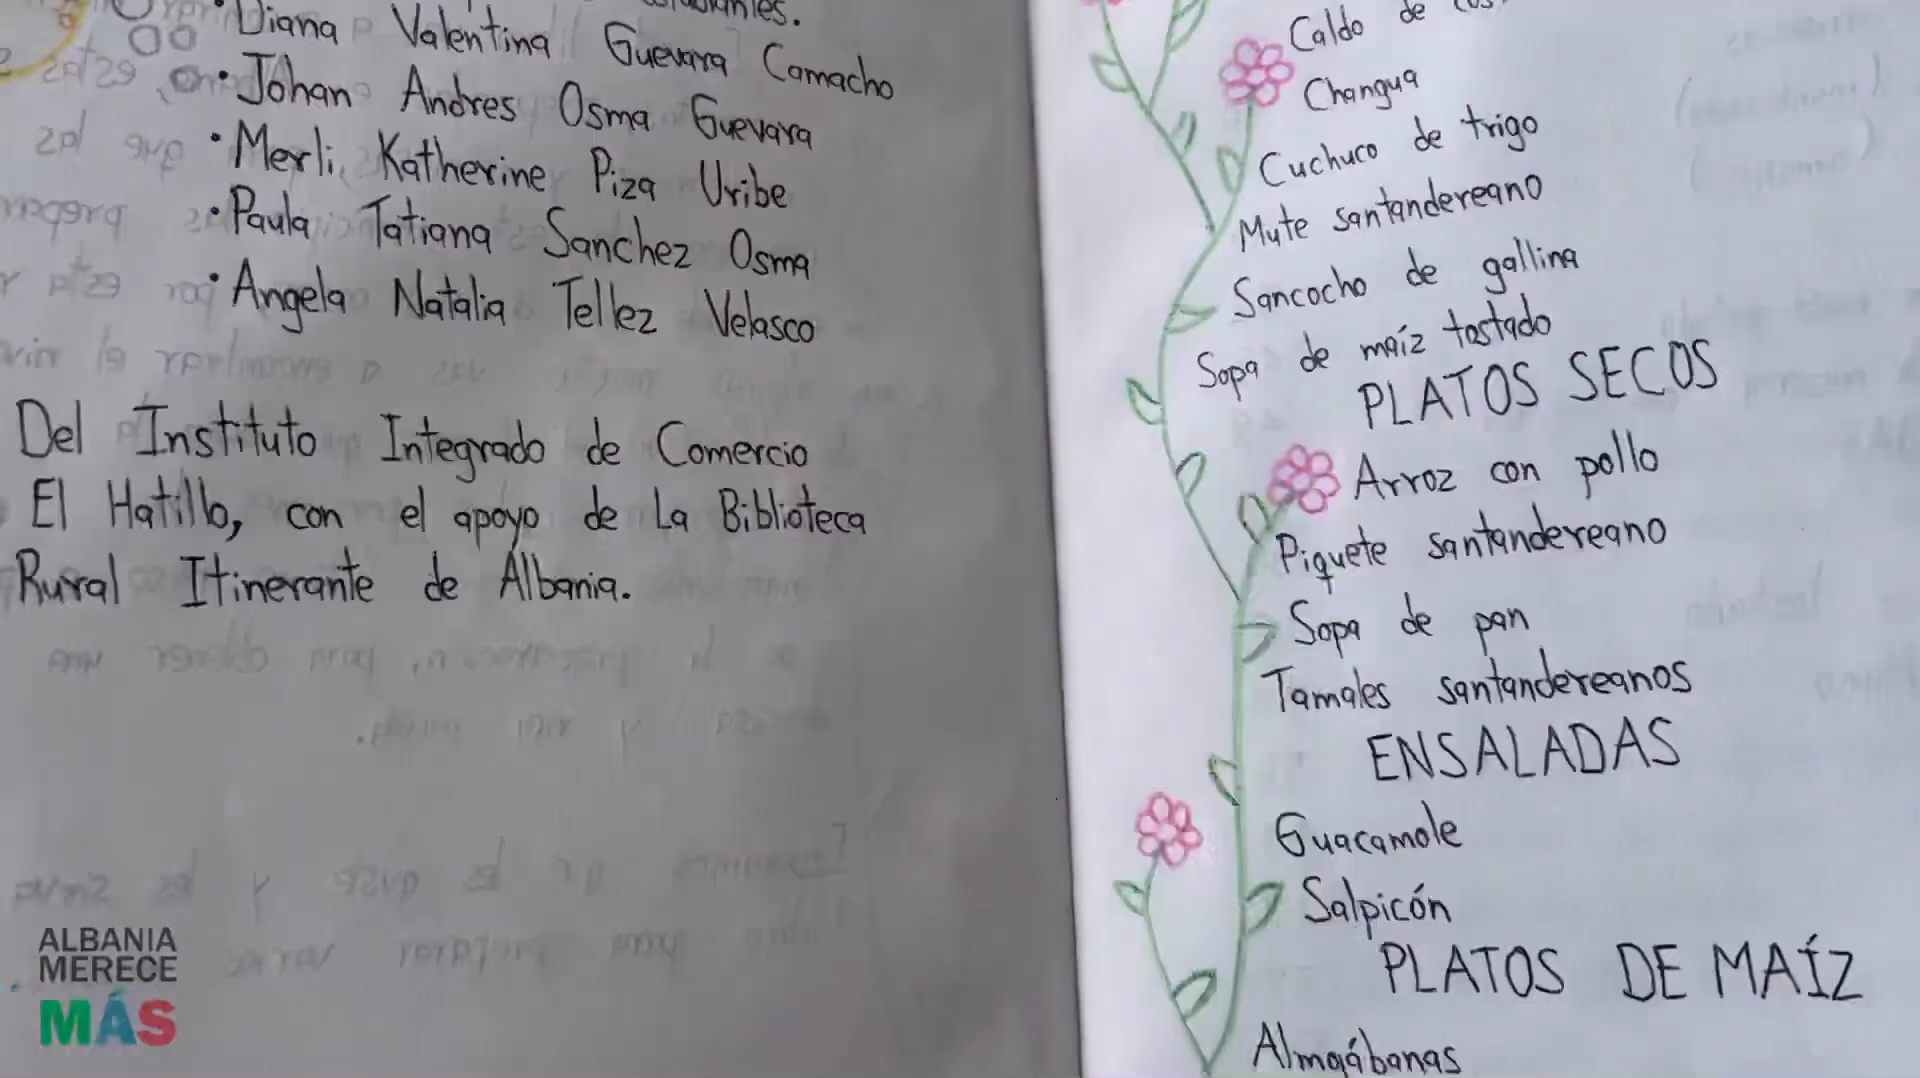 Diana Valentina Guevara Camacho
• Johan Andres Osma Guevara
• Merli Katherine Piza Uribe
• Paula Tatiana Sanchez Osma
• Angela Natalia Tellez Velasco
Del Instituto Integrado de Comercio
El Hatillo, con el apoyo de La Biblioteca
Rural Itinerante de Albania.
ALBANIA
MERECE
MÁS
Caldo de
Changua
Cuchuco de trigo
Mute santandereano
Sancocho de gallina
Sopa de maíz tostado
PLATOS SECOS
Arroz con pollo
Piquete santandereano
Sopa de pan
Tamales santandereanos
ENSALADAS
Guacamole
Salpicón
PLATOS DE MAÍZ
Almojábanas